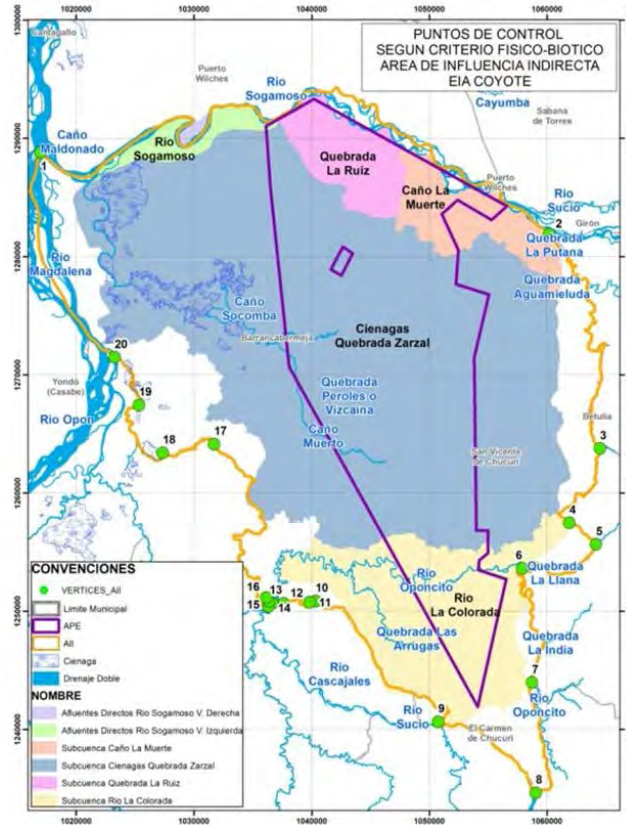 PUNTOS DE CONTROL
SEGUN CRITERIO FISICO-BIOTICO
AREA DE INFLUENCIA INDIRECTA
EIA COYOTE
1020000
1030000
1040000
1050000
1060000
1300000
1290000
1280000
1270000
1260000
1250000
1240000
Cantagallo
Puerto
Wilches
Rio
Sogamoso
Cayumba
Sabana
de Torres
Caño
Maldonado
1
Rio
Sogamoso
Quebrada
La Ruiz
Caño La
Muerte
Puerto
Wilches
Rio
Sucio
2
Girón
Quebrada
La Putana
Quebrada
Aguamieluda
Rio
Magdalena
Caño
Socomba
Barrancabermeja
Cienagas
Quebrada Zarzal
20
19
Yondó
(Casabe)
Rio Opon
18
17
Quebrada
Peroles o
Vizcaina
Caño
Muerto
Betulia
3
San Vicente
de Chucurí
4
5
6
Quebrada
La Llana
Rio
Oponcito
Rio
La Colorada
16
13
12
10
15
14
11
Quebrada Las
Arrugas
Quebrada
La India
Rio
Cascajales
7
Rio
Oponcito
Rio
Sucio
9
El Carmen
de Chucuri
8
CONVENCIONES
VERTICES_AII
Limite Municipal
APE
AII
Cienaga
Drenaje Doble
NOMBRE
Afluentes Directos Rio Sogamoso V. Derecha
Afluentes Directos Rio Sogamoso V. Izquierda
Subcuenca Caño La Muerte
Subcuenca Cienagas Quebrada Zarzal
Subcuenca Quebrada La Ruiz
Subcuenca Rio La Colorada
1020000
1030000
1040000
1050000
1060000